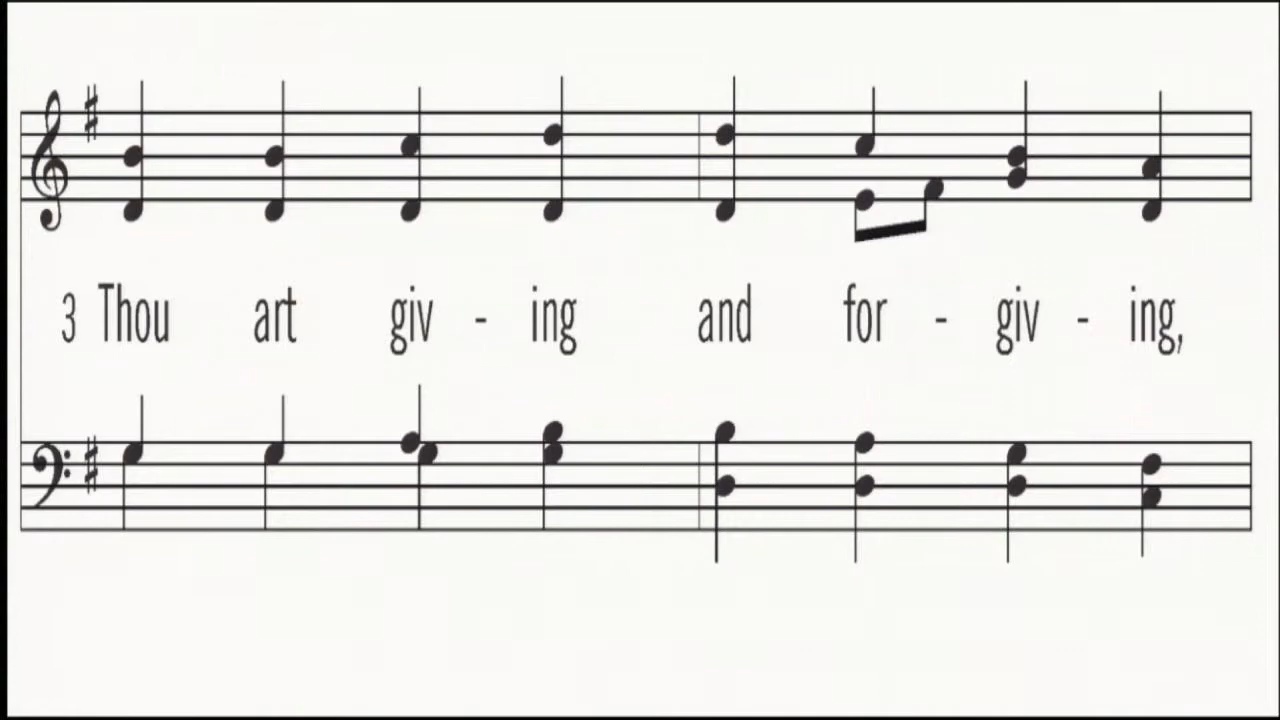 3 Thou art giv - ing and for - giv - ing,